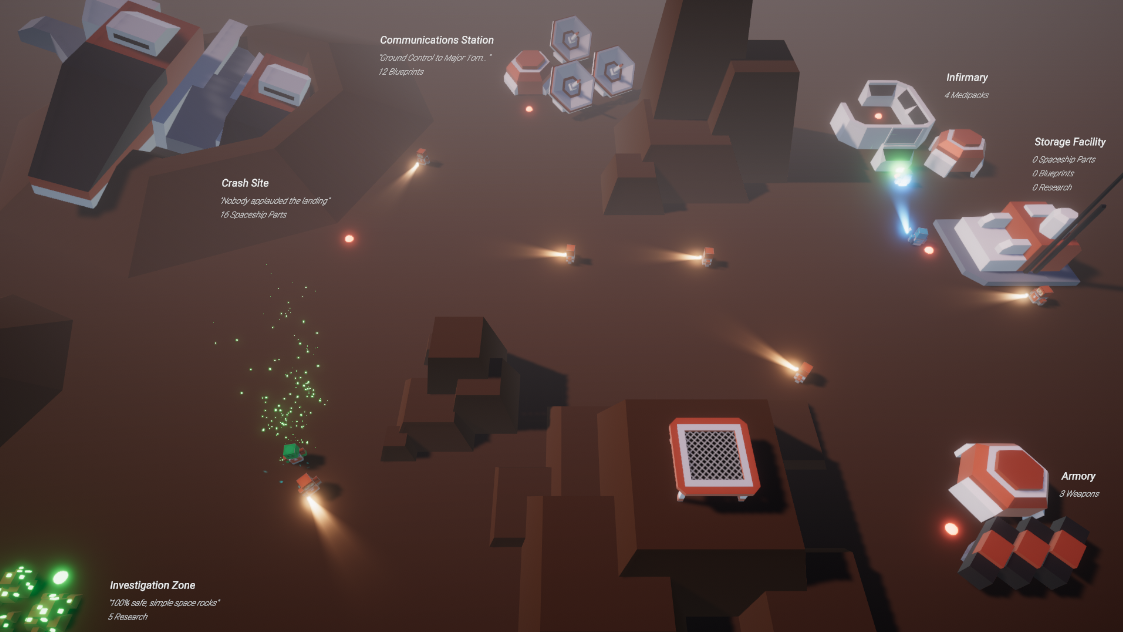 Communications Station
"Ground Control to Major Tom.. "
12 Blueprints
Infirmary
4 Medipacks
Storage Facility
0 Spaceship Parts
0 Blueprints
0 Research
Crash Site
"Nobody applauded the landing"
16 Spaceship Parts
Armory
3 Weapons
Investigation Zone
"100% safe, simple space rocks"
5 Research